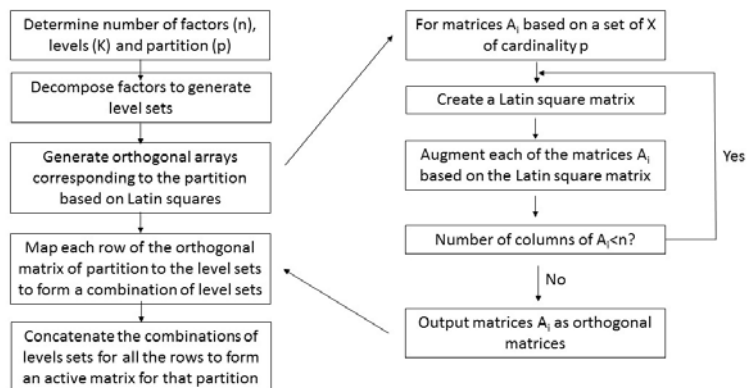 Determine number of factors (n),
levels (K) and partition (p)
Decompose factors to generate
level sets
Generate orthogonal arrays
corresponding to the partition
based on Latin squares
Map each row of the orthogonal
matrix of partition to the level sets
to form a combination of level sets
Concatenate the combinations of
levels sets for all the rows to form
an active matrix for that partition
For matrices Aᵢ based on a set of X
of cardinality p
Create a Latin square matrix
Augment each of the matrices Aᵢ
based on the Latin square matrix
Yes
Number of columns of Aᵢ<n?
No
Output matrices Aᵢ as orthogonal
matrices